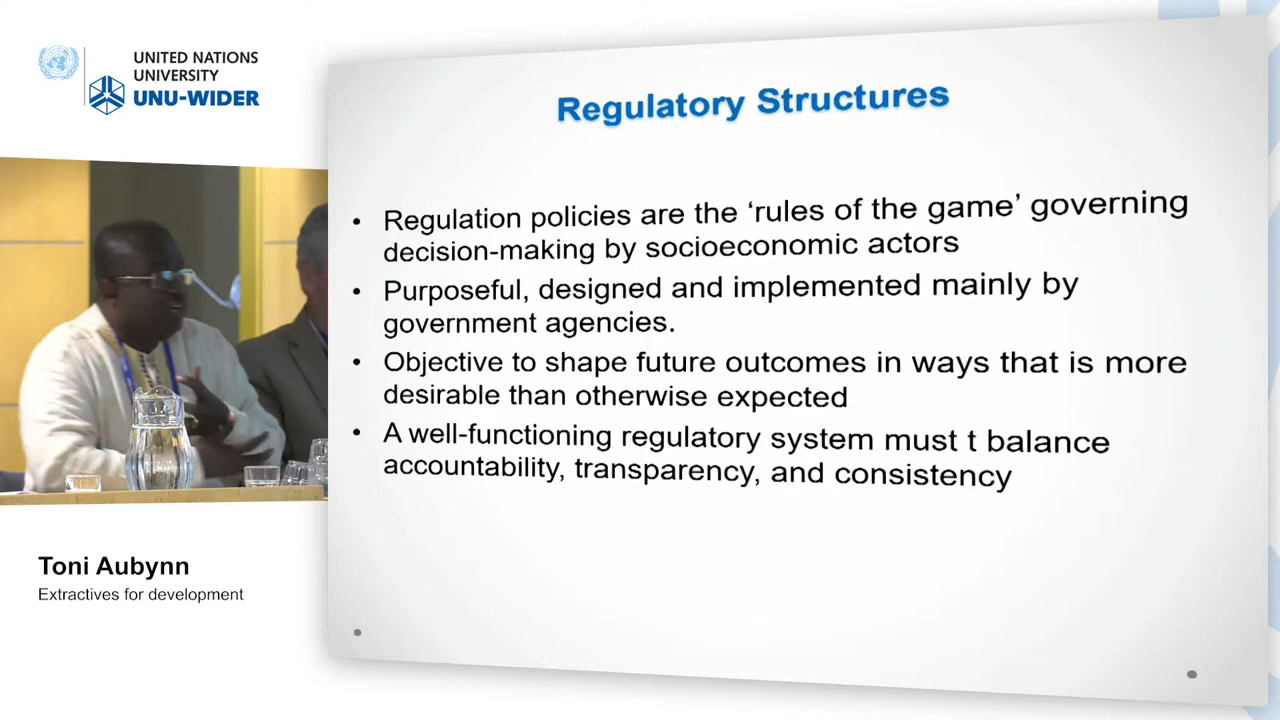 UNITED NATIONS
UNIVERSITY
UNU-WIDER
Regulatory Structures
• Regulation policies are the ‘rules of the game’ governing
decision-making by socioeconomic actors
• Purposeful, designed and implemented mainly by
government agencies.
• Objective to shape future outcomes in ways that is more
desirable than otherwise expected
• A well-functioning regulatory system must t balance
accountability, transparency, and consistency
Toni Aubynn
Extractives for development